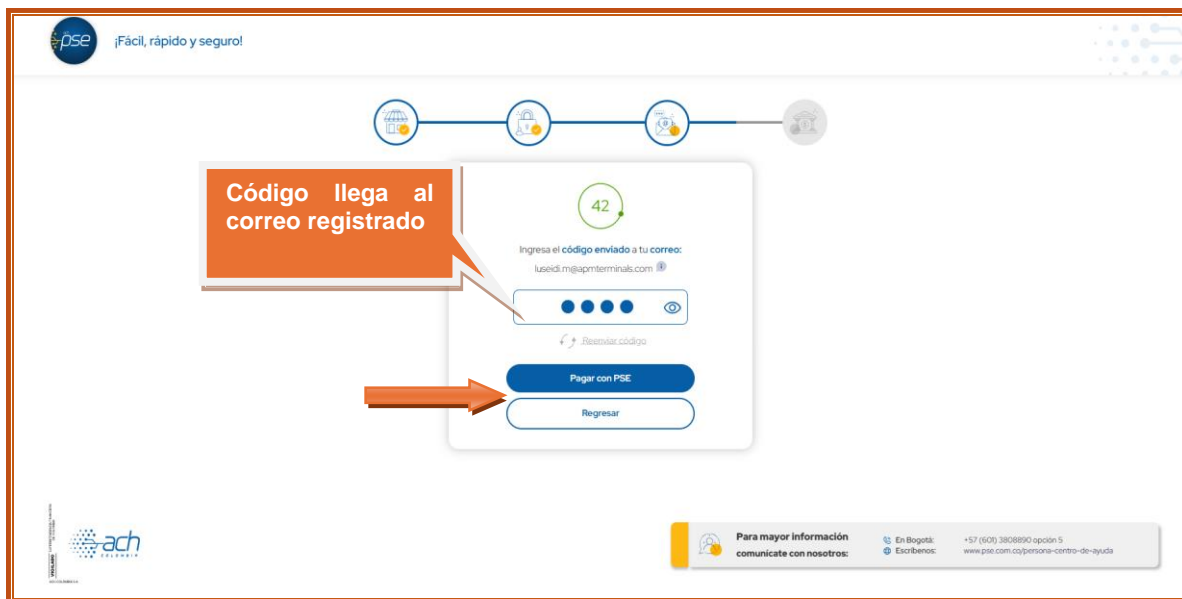 pse
¡Fácil, rápido y seguro!
Código llega al
correo registrado
42
Ingresa el código enviado a tu correo:
luseidi.m@apmterminals.com
Reenviar código
Pagar con PSE
Regresar
ach
COLOMBIA
VIGILADO
Para mayor información
comunícate con nosotros:
En Bogotá: +57 (601) 3808890 opción 5
Escríbenos: www.pse.com.co/persona-centro-de-ayuda